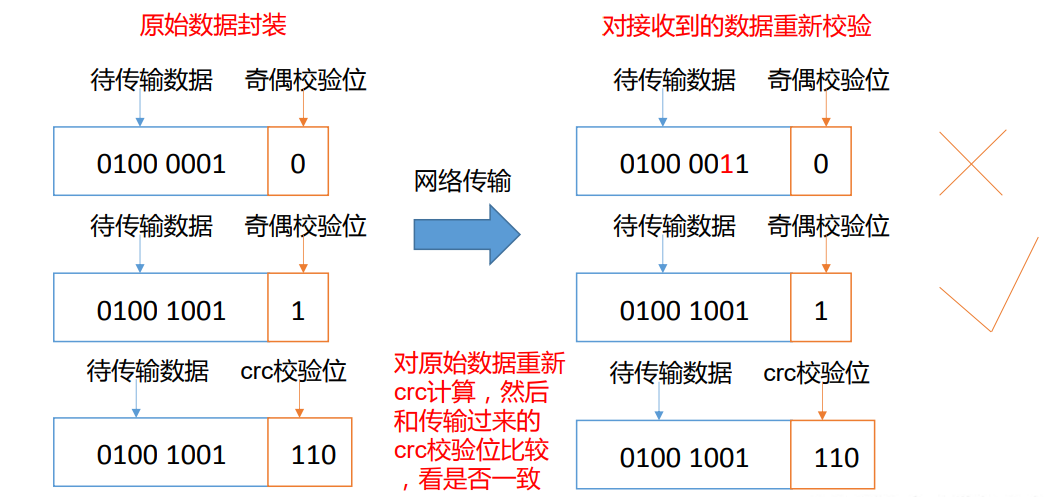 原始数据封装
对接收到的数据重新校验
待传输数据 奇偶校验位
待传输数据 奇偶校验位
0100 0001 0
0100 0011 0
网络传输
待传输数据 奇偶校验位
待传输数据 奇偶校验位
0100 1001 1
0100 1001 1
待传输数据 crc校验位
对原始数据重新
crc计算，然后
和传输过来的
crc校验位比较
，看是否一致
待传输数据 crc校验位
0100 1001 110
0100 1001 110